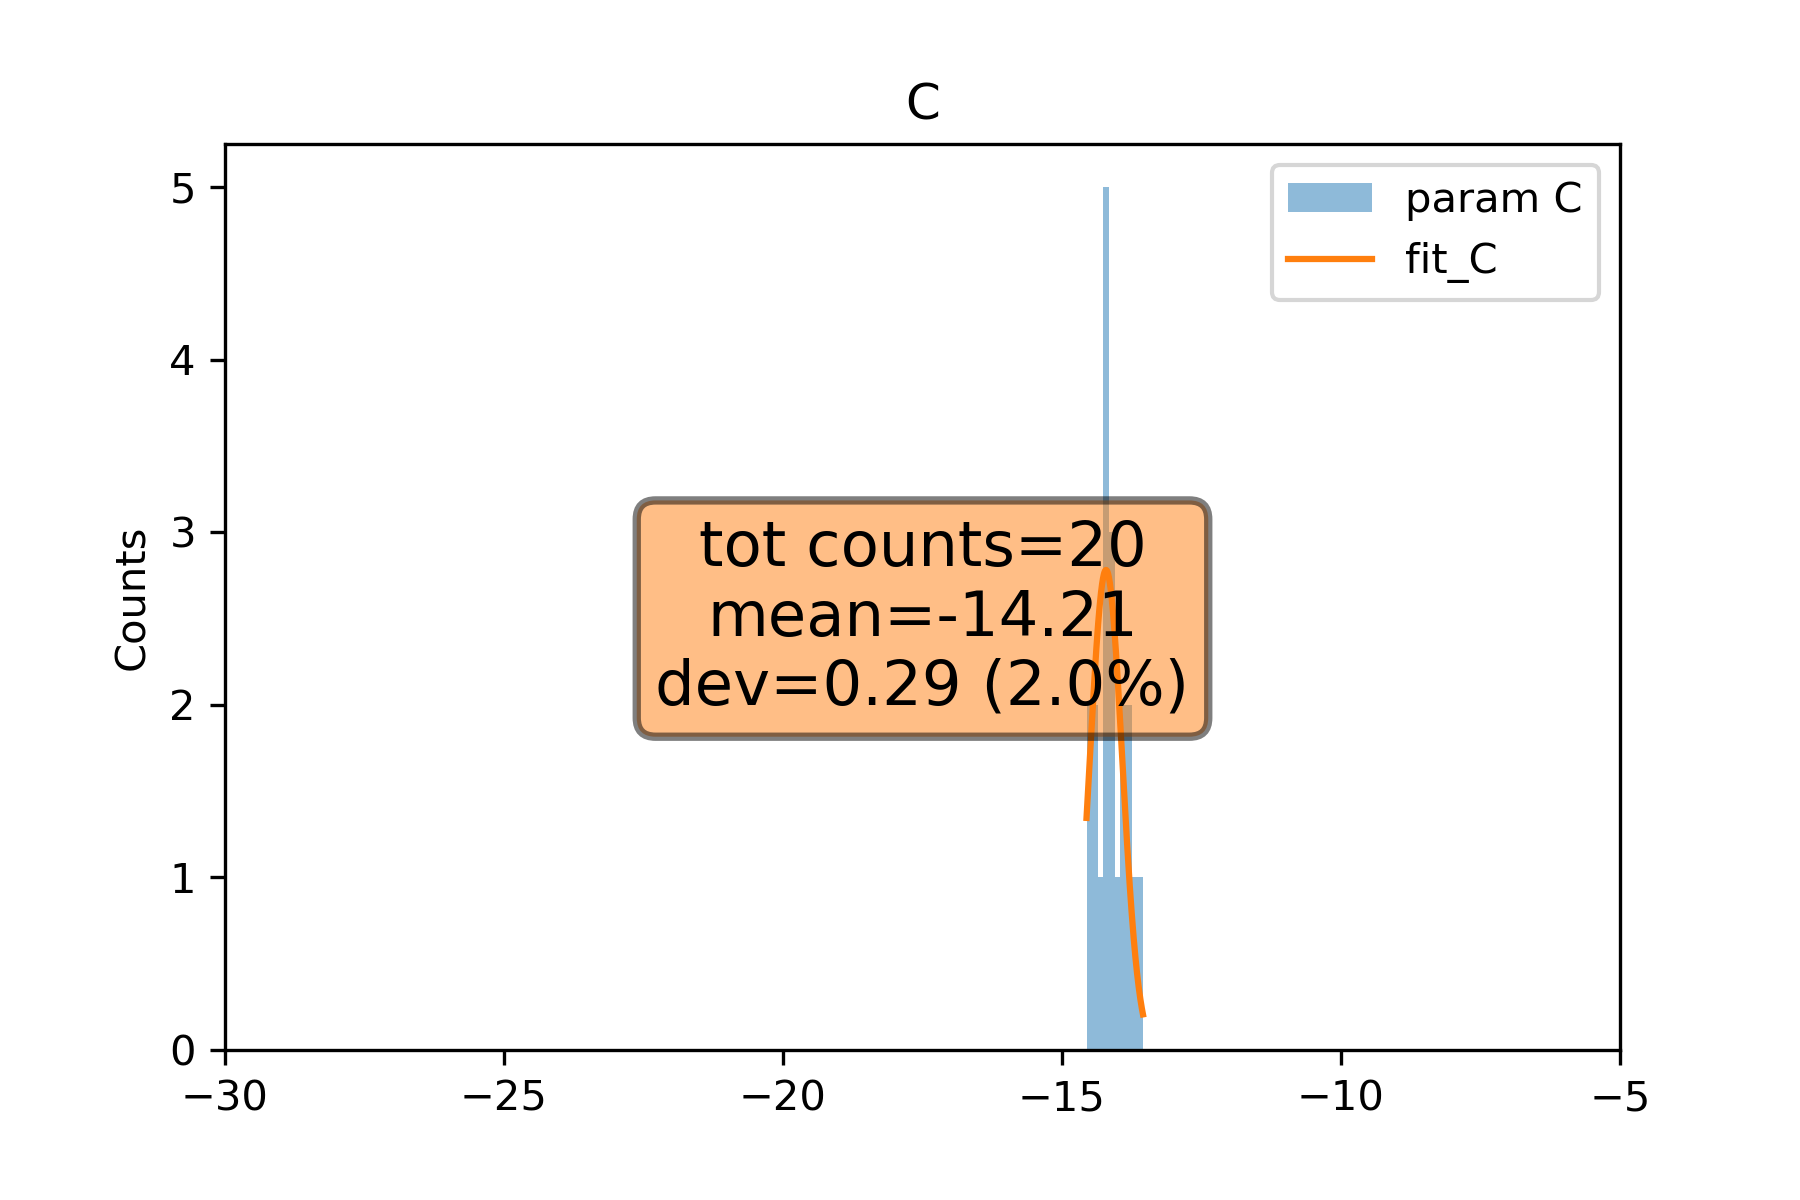 C
param C
fit_C
Counts
5
4
3
2
1
0
tot counts=20
mean=-14.21
dev=0.29 (2.0%)
−30 −25 −20 −15 −10 −5